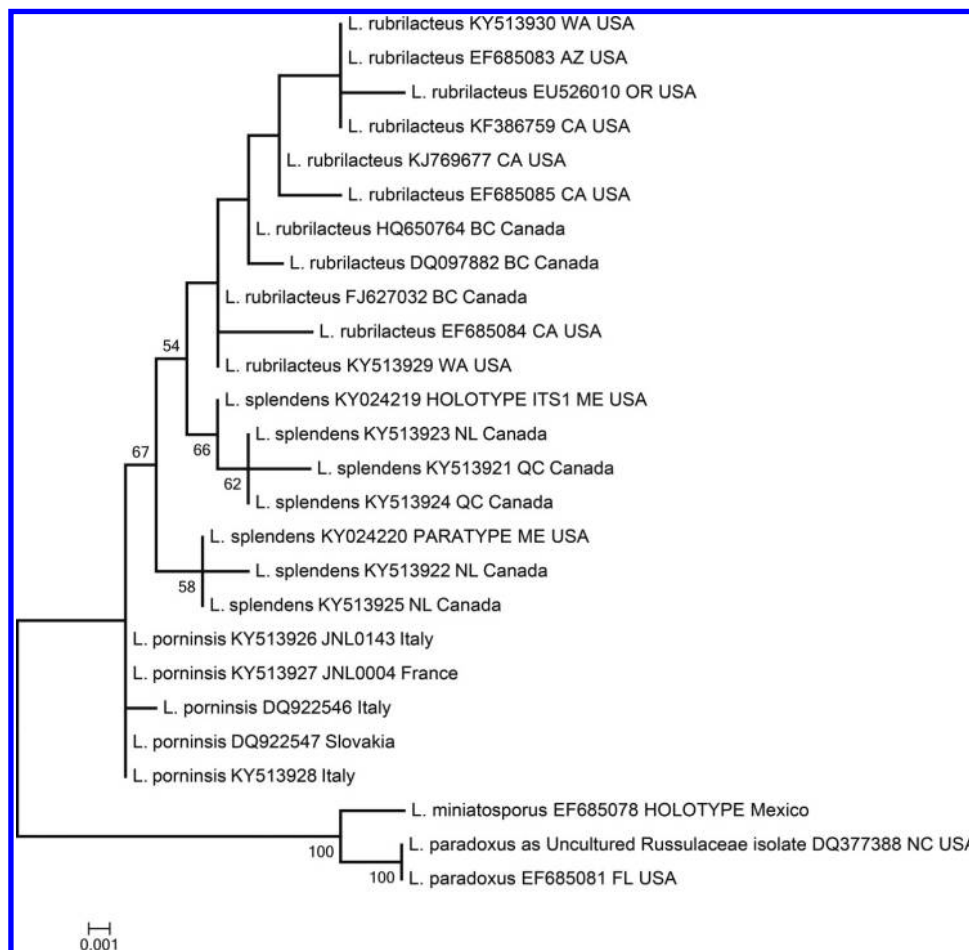 L. rubrilacteus KY513930 WA USA
L. rubrilacteus EF685083 AZ USA
L. rubrilacteus EU526010 OR USA
L. rubrilacteus KF386759 CA USA
L. rubrilacteus KJ769677 CA USA
L. rubrilacteus EF685085 CA USA
L. rubrilacteus HQ650764 BC Canada
L. rubrilacteus DQ097882 BC Canada
L. rubrilacteus FJ627032 BC Canada
L. rubrilacteus EF685084 CA USA
54
L. rubrilacteus KY513929 WA USA
L. splendens KY024219 HOLOTYPE ITS1 ME USA
L. splendens KY513923 NL Canada
66
67
L. splendens KY513921 QC Canada
62
L. splendens KY513924 QC Canada
L. splendens KY024220 PARATYPE ME USA
L. splendens KY513922 NL Canada
58
L. splendens KY513925 NL Canada
L. porninsis KY513926 JNL0143 Italy
L. porninsis KY513927 JNL0004 France
L. porninsis DQ922546 Italy
L. porninsis DQ922547 Slovakia
L. porninsis KY513928 Italy
L. miniatosporus EF685078 HOLOTYPE Mexico
L. paradoxus as Uncultured Russulaceae isolate DQ377388 NC USA
100
100
L. paradoxus EF685081 FL USA
0.001